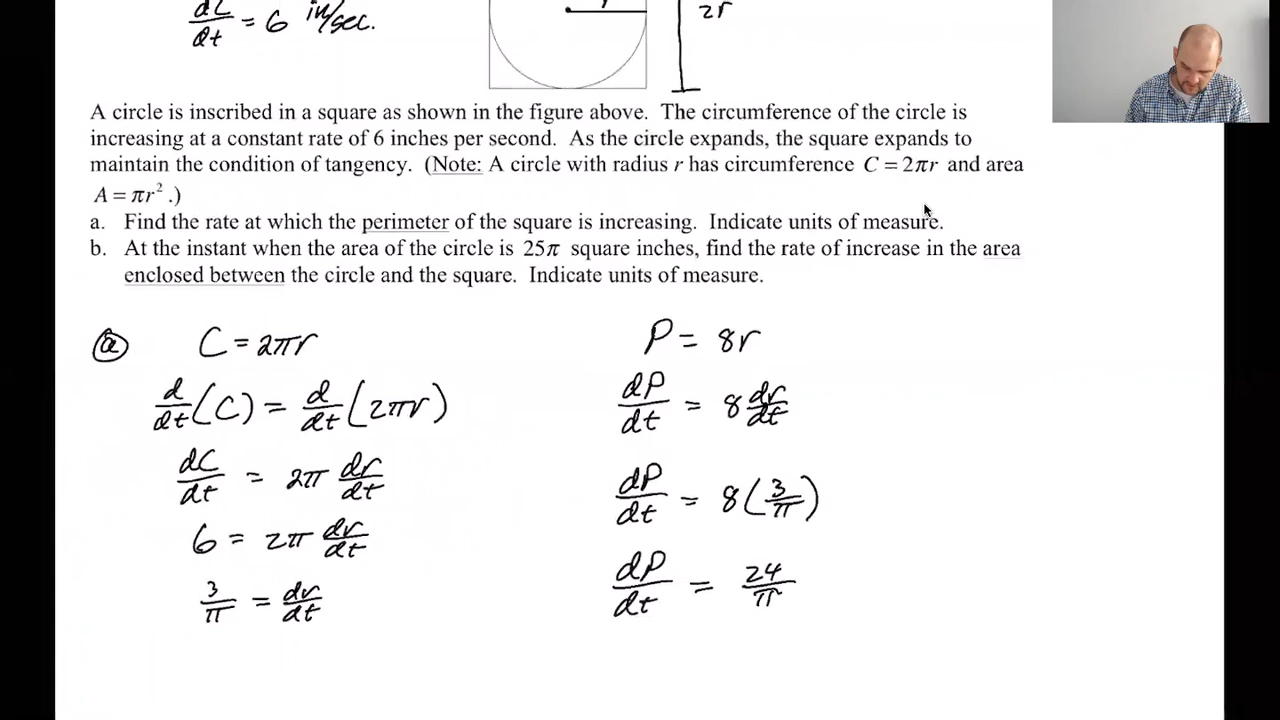 dC/dt = 6 in/sec.
r
2r
A circle is inscribed in a square as shown in the figure above. The circumference of the circle is
increasing at a constant rate of 6 inches per second. As the circle expands, the square expands to
maintain the condition of tangency. (Note: A circle with radius r has circumference C = 2πr and area
A = πr².)
a. Find the rate at which the perimeter of the square is increasing. Indicate units of measure.
b. At the instant when the area of the circle is 25π square inches, find the rate of increase in the area
enclosed between the circle and the square. Indicate units of measure.
ⓐ C = 2πr
d/dt (C) = d/dt (2πr)
dC/dt = 2π dr/dt
6 = 2π dr/dt
3/π = dr/dt
P = 8r
dP/dt = 8 dr/dt
dP/dt = 8(3/π)
dP/dt = 24/π